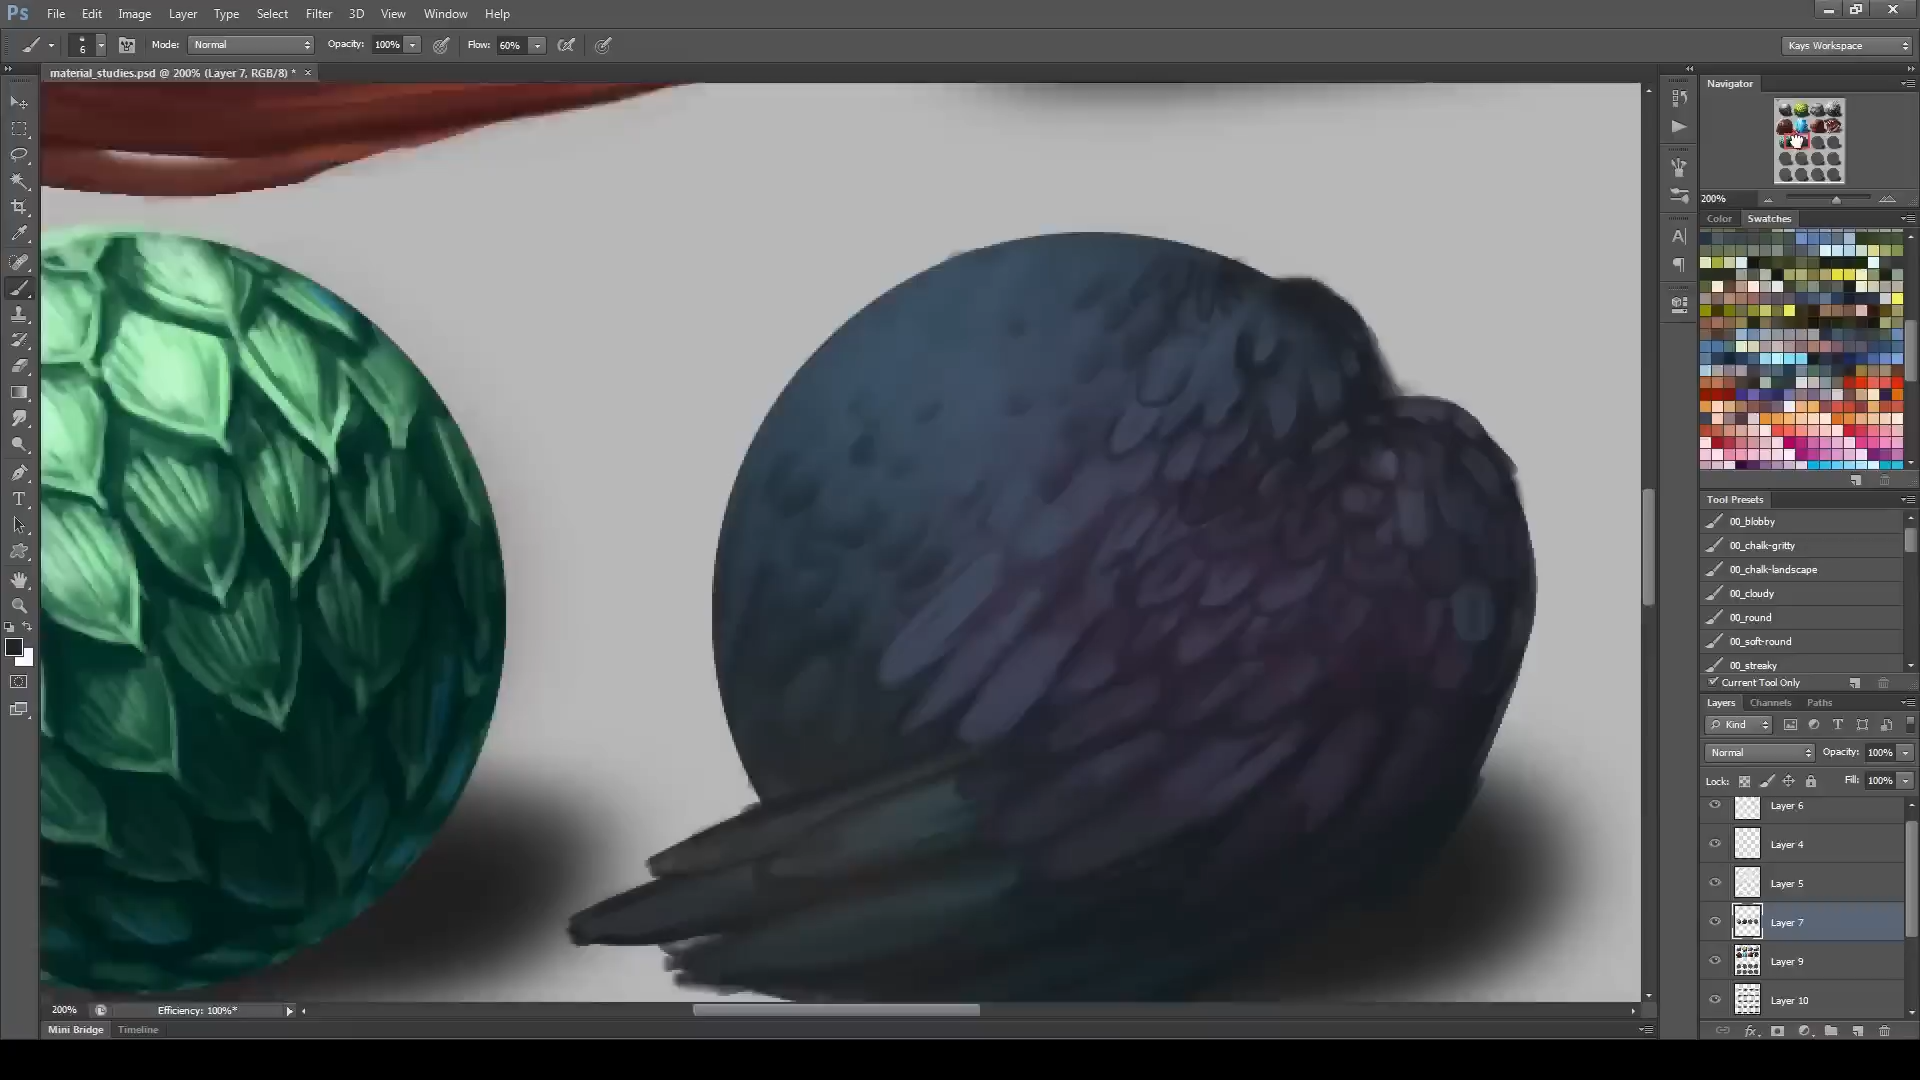 Ps File Edit Image Layer Type Select Filter 3D View Window Help
6 Mode: Normal Opacity: 100% Flow: 60% Kays Workspace
material_studies.psd @ 200% (Layer 7, RGB/8) * ×
Navigator
200%
Color Swatches
Tool Presets
00_blobby
00_chalk-gritty
00_chalk-landscape
00_cloudy
00_round
00_soft-round
00_streaky
Current Tool Only
Layers Channels Paths
Kind
Normal Opacity: 100%
Lock: Fill: 100%
Layer 6
Layer 4
Layer 5
Layer 7
Layer 9
Layer 10
200% Efficiency: 100%*
Mini Bridge Timeline